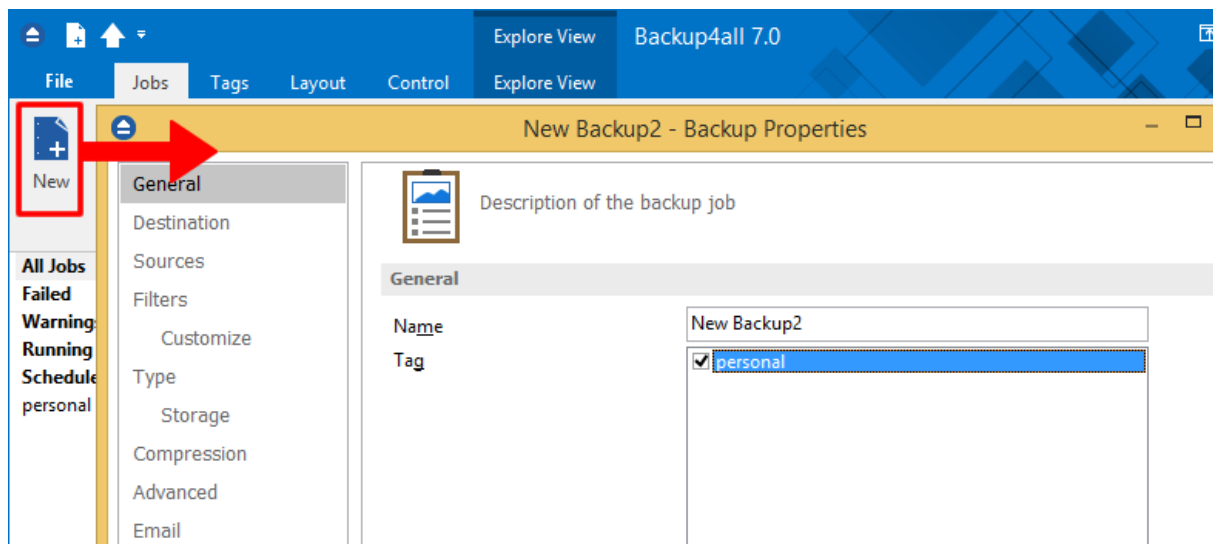 Explore View Backup4all 7.0
File Jobs Tags Layout Control Explore View
New
New Backup2 - Backup Properties
All Jobs
Failed
Warning
Running
Schedule
personal
General
Destination
Sources
Filters
Customize
Type
Storage
Compression
Advanced
Email
Description of the backup job
General
Name New Backup2
Tag personal